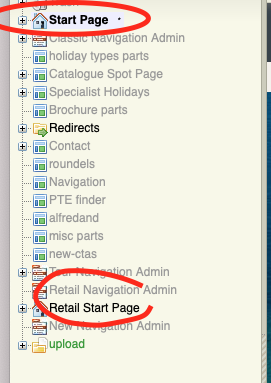 Start Page
Classic Navigation Admin
holiday types parts
Catalogue Spot Page
Specialist Holidays
Brochure parts
Redirects
Contact
roundels
Navigation
PTE finder
alfredand
misc parts
new-ctas
Tour Navigation Admin
Retail Navigation Admin
Retail Start Page
New Navigation Admin
upload